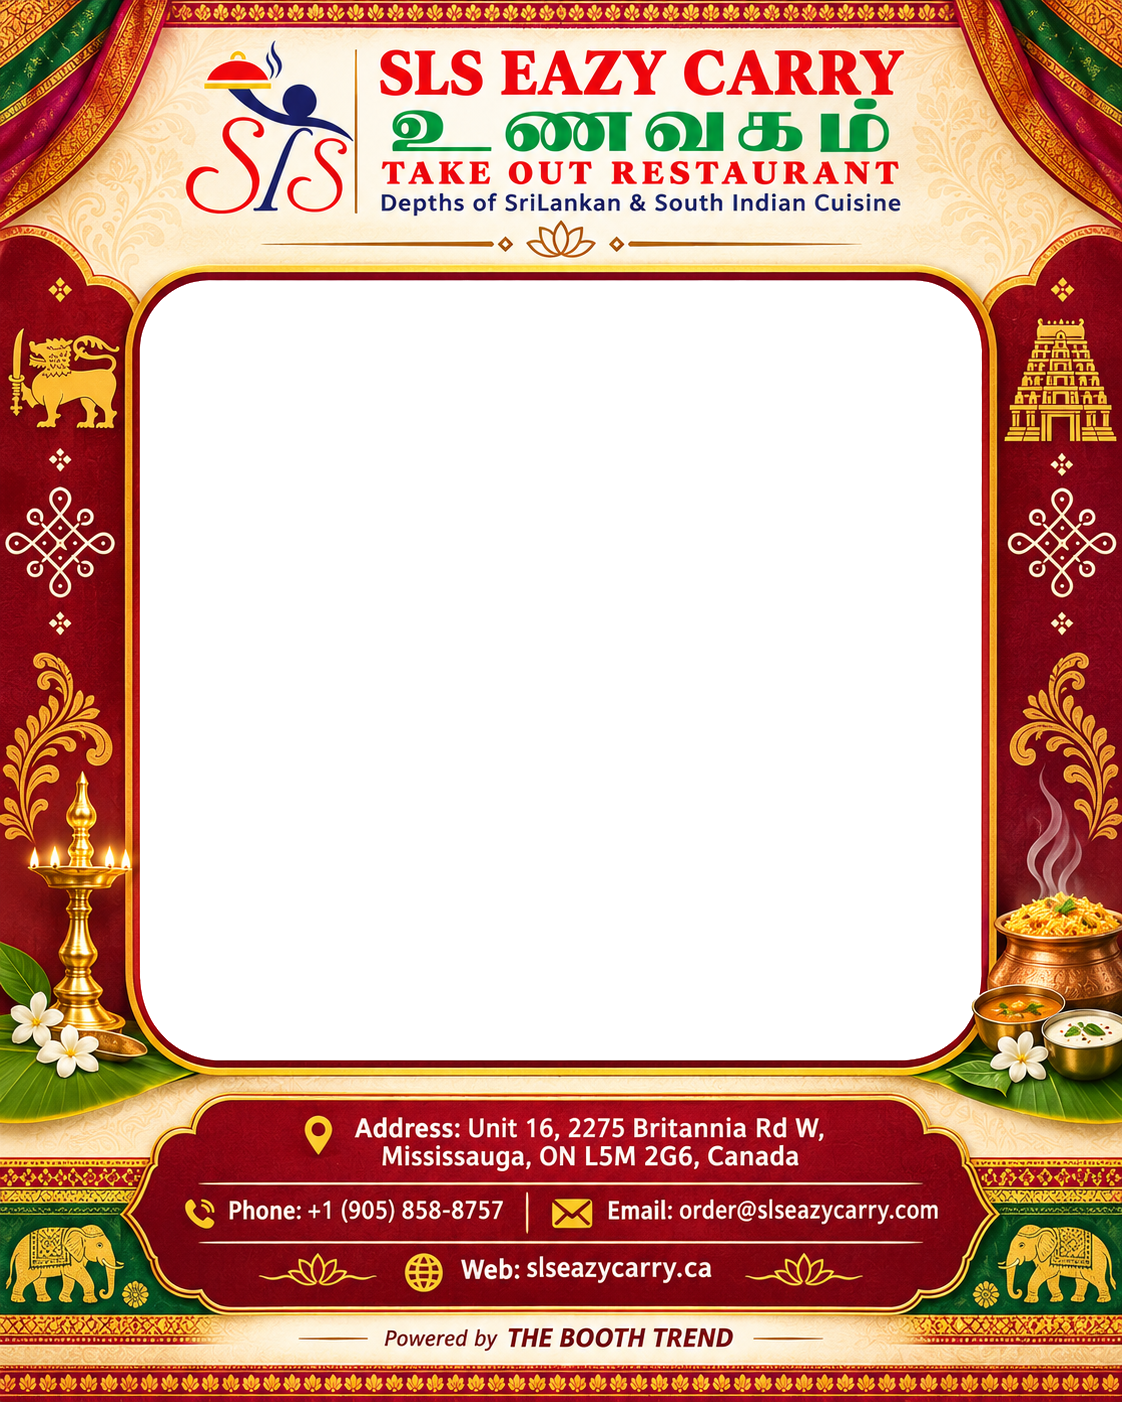 SLS
SLS EAZY CARRY
உணவகம்
TAKE OUT RESTAURANT
Depths of SriLankan & South Indian Cuisine
Address: Unit 16, 2275 Britannia Rd W,
Mississauga, ON L5M 2G6, Canada
Phone: +1 (905) 858-8757
Email: order@slseazycarry.com
Web: slseazycarry.ca
Powered by THE BOOTH TREND